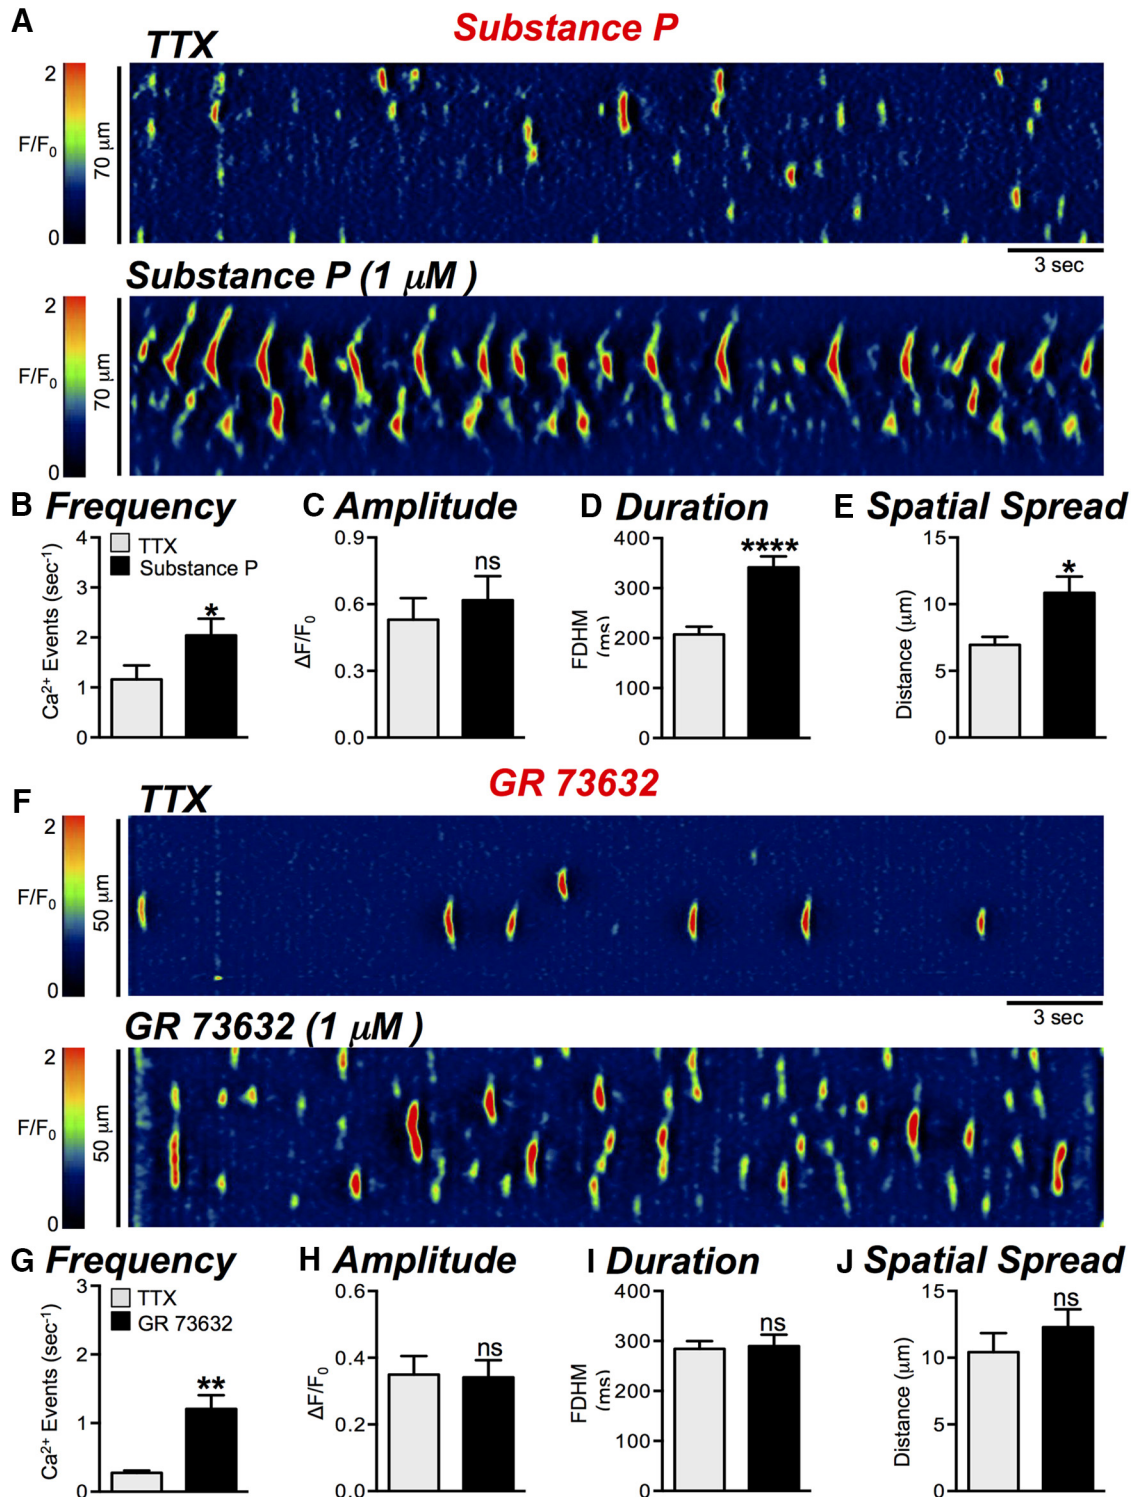 A
Substance P
TTX
2
F/F0
0
70 μm
3 sec
Substance P (1 μM )
2
F/F0
0
70 μm
B Frequency
4
3
2
1
0
Ca2+ Events (sec-1)
TTX
Substance P
*
C Amplitude
0.9
0.6
0.3
0.0
ΔF/F0
ns
D Duration
400
300
200
100
0
FDHM
(ms)
****
E Spatial Spread
15
10
5
0
Distance (μm)
*
F
GR 73632
TTX
2
F/F0
0
50 μm
3 sec
GR 73632 (1 μM )
2
F/F0
0
50 μm
G Frequency
3
2
1
0
Ca2+ Events (sec-1)
TTX
GR 73632
**
H Amplitude
0.6
0.4
0.2
0.0
ΔF/F0
ns
I Duration
400
300
200
100
0
FDHM
(ms)
ns
J Spatial Spread
15
10
5
0
Distance (μm)
ns